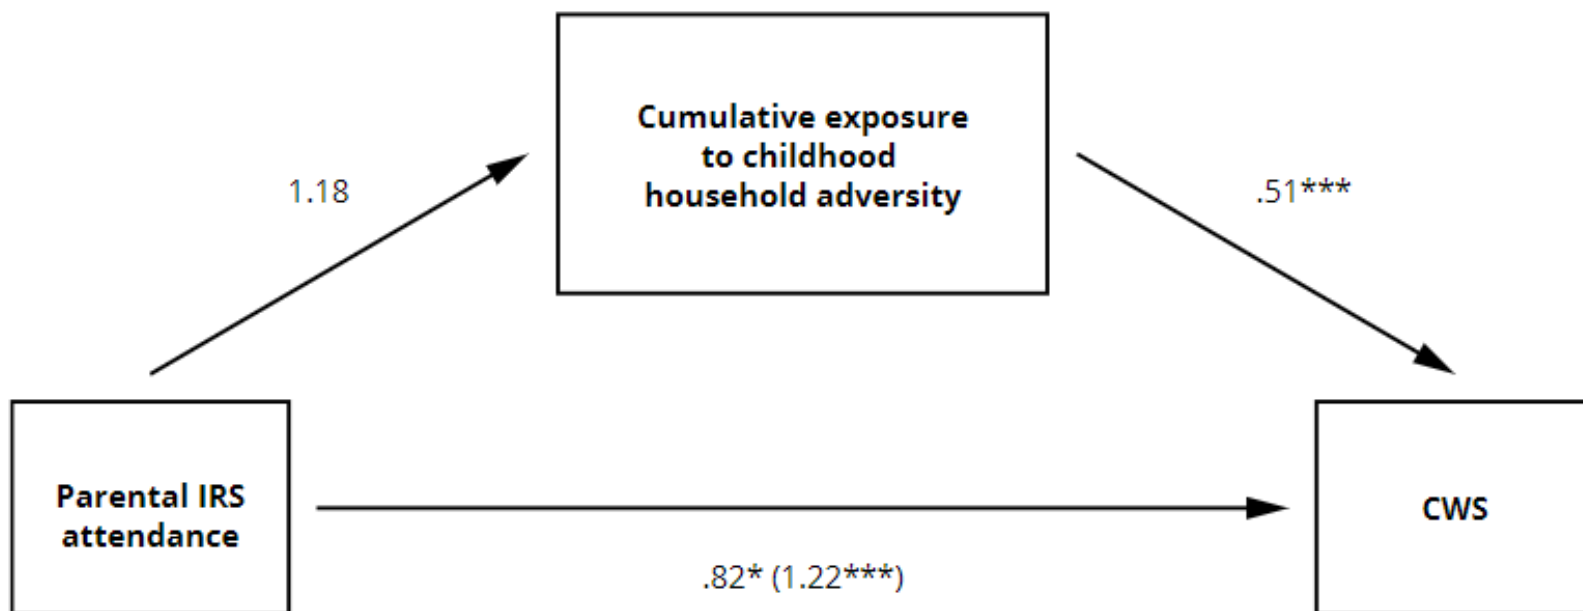 Cumulative exposure
to childhood
household adversity
1.18
.51***
Parental IRS
attendance
CWS
.82* (1.22***)